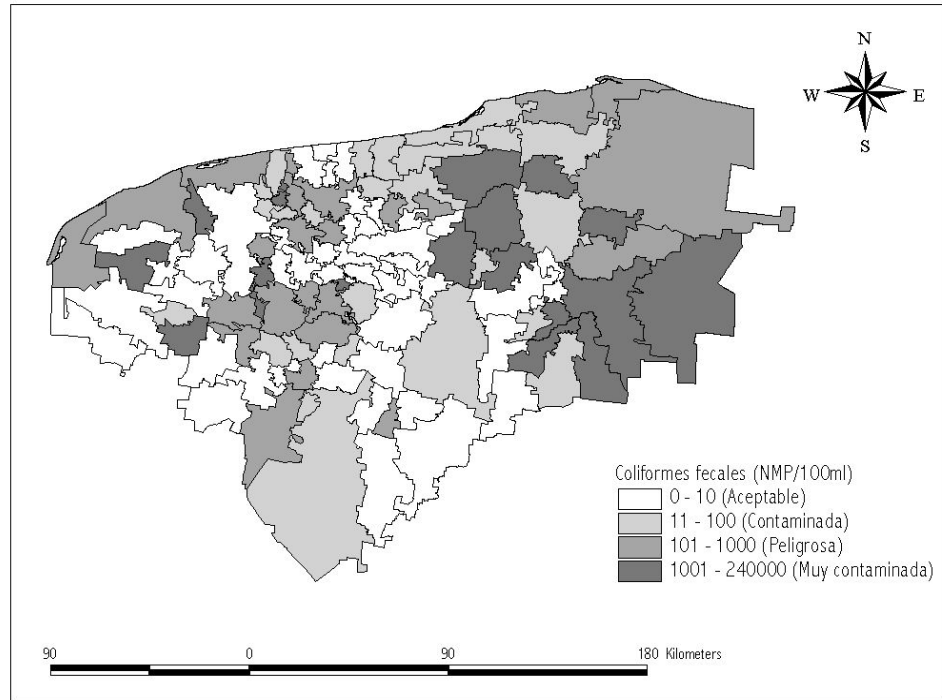 N
W E
S
Coliformes fecales (NMP/100ml)
0 - 10 (Aceptable)
11 - 100 (Contaminada)
101 - 1000 (Peligrosa)
1001 - 240000 (Muy contaminada)
90 0 90 180 Kilometers